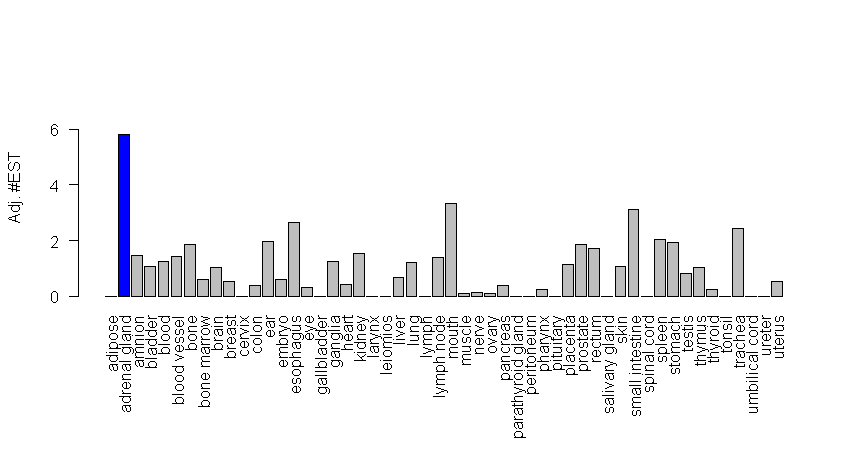 Adj. #EST
6
4
2
0
adipose
adrenal gland
amnion
bladder
blood
blood vessel
bone
bone marrow
brain
breast
cervix
colon
ear
embryo
esophagus
eye
gallbladder
ganglia
heart
kidney
larynx
leiomios
liver
lung
lymph
lymph node
mouth
muscle
nerve
ovary
pancreas
parathyroid gland
peritoneum
pharynx
pituitary
placenta
prostate
rectum
salivary gland
skin
small intestine
spinal cord
spleen
stomach
testis
thymus
thyroid
tonsil
trachea
umbilical cord
ureter
uterus